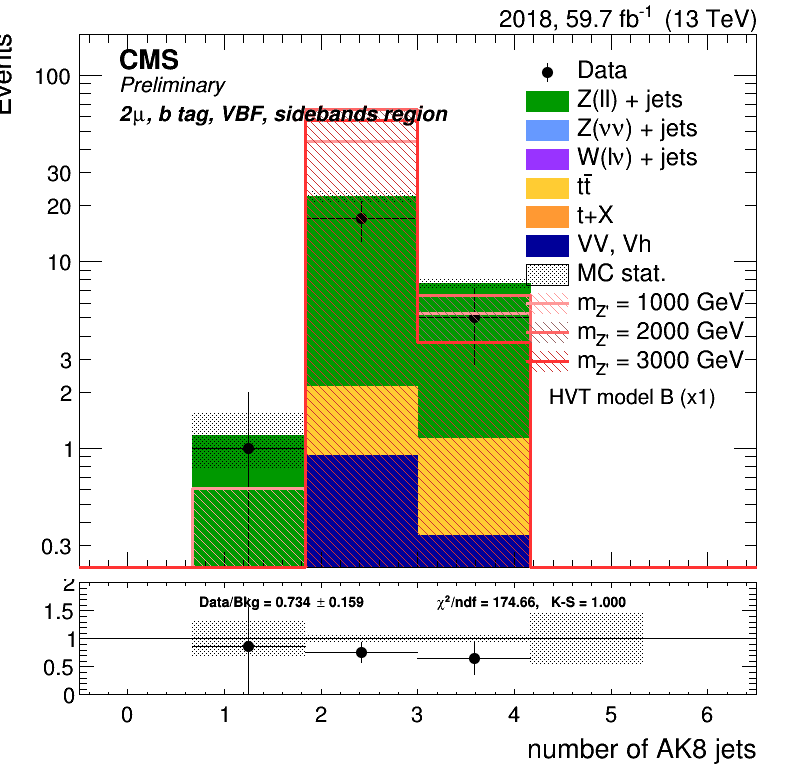 2018, 59.7 fb⁻¹ (13 TeV)
Events
CMS
Preliminary
2μ, b tag, VBF, sidebands region
Data
Z(ll) + jets
Z(νν) + jets
W(lν) + jets
tt̄
t+X
VV, Vh
MC stat.
m_Z' = 1000 GeV
m_Z' = 2000 GeV
m_Z' = 3000 GeV
HVT model B (x1)
100
30
20
10
3
2
1
0.3
Data/Bkg = 0.734 ± 0.159
χ²/ndf = 174.66, K-S = 1.000
2
1.5
1
0.5
0
0 1 2 3 4 5 6
number of AK8 jets